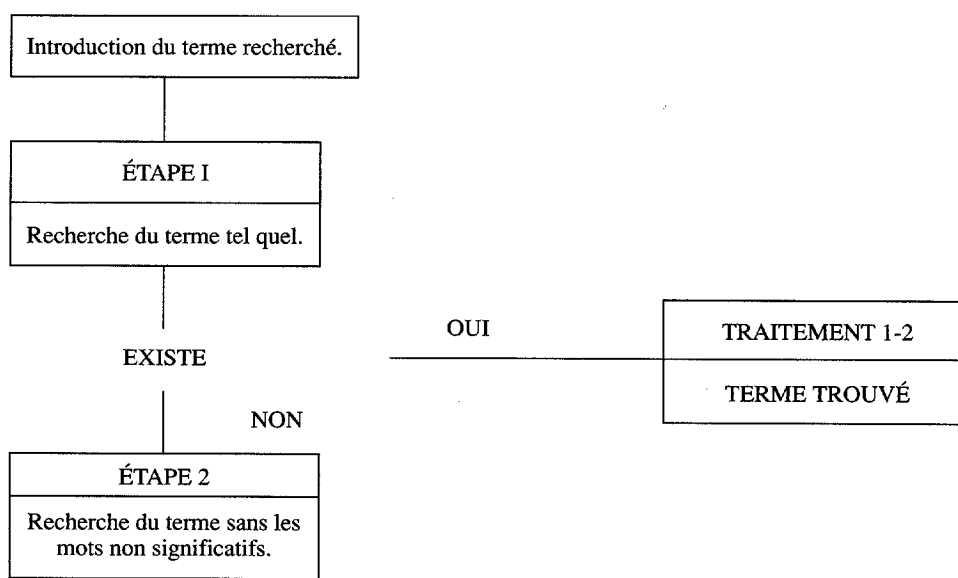 Introduction du terme recherché.
ÉTAPE I
Recherche du terme tel quel.
EXISTE
OUI
TRAITEMENT 1-2
TERME TROUVÉ
NON
ÉTAPE 2
Recherche du terme sans les
mots non significatifs.